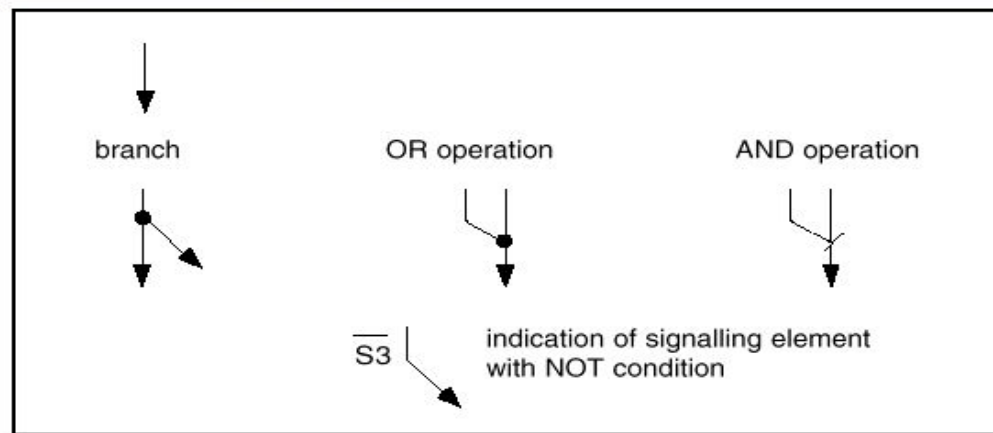 branch
OR operation
AND operation
S3
indication of signalling element
with NOT condition